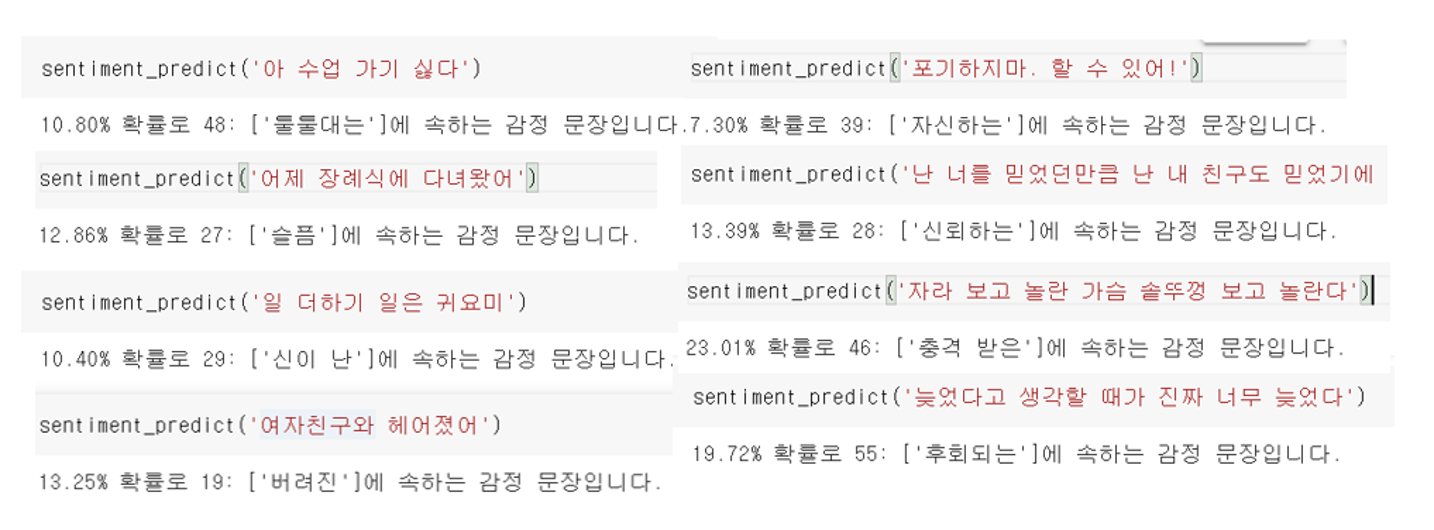 sentiment_predict('아 수업 가기 싫다')
10.80% 확률로 48: ['툴툴대는']에 속하는 감정 문장입니다.
sentiment_predict('어제 장례식에 다녀왔어')
12.86% 확률로 27: ['슬픔']에 속하는 감정 문장입니다.
sentiment_predict('일 더하기 일은 귀요미')
10.40% 확률로 29: ['신이 난']에 속하는 감정 문장입니다.
sentiment_predict('여자친구와 헤어졌어')
13.25% 확률로 19: ['버려진']에 속하는 감정 문장입니다.
sentiment_predict('포기하지마. 할 수 있어!')
7.30% 확률로 39: ['자신하는']에 속하는 감정 문장입니다.
sentiment_predict('난 너를 믿었던만큼 난 내 친구도 믿었기에
13.39% 확률로 28: ['신뢰하는']에 속하는 감정 문장입니다.
sentiment_predict('자라 보고 놀란 가슴 솥뚜껑 보고 놀란다')
23.01% 확률로 46: ['충격 받은']에 속하는 감정 문장입니다.
sentiment_predict('늦었다고 생각할 때가 진짜 너무 늦었다')
19.72% 확률로 55: ['후회되는']에 속하는 감정 문장입니다.